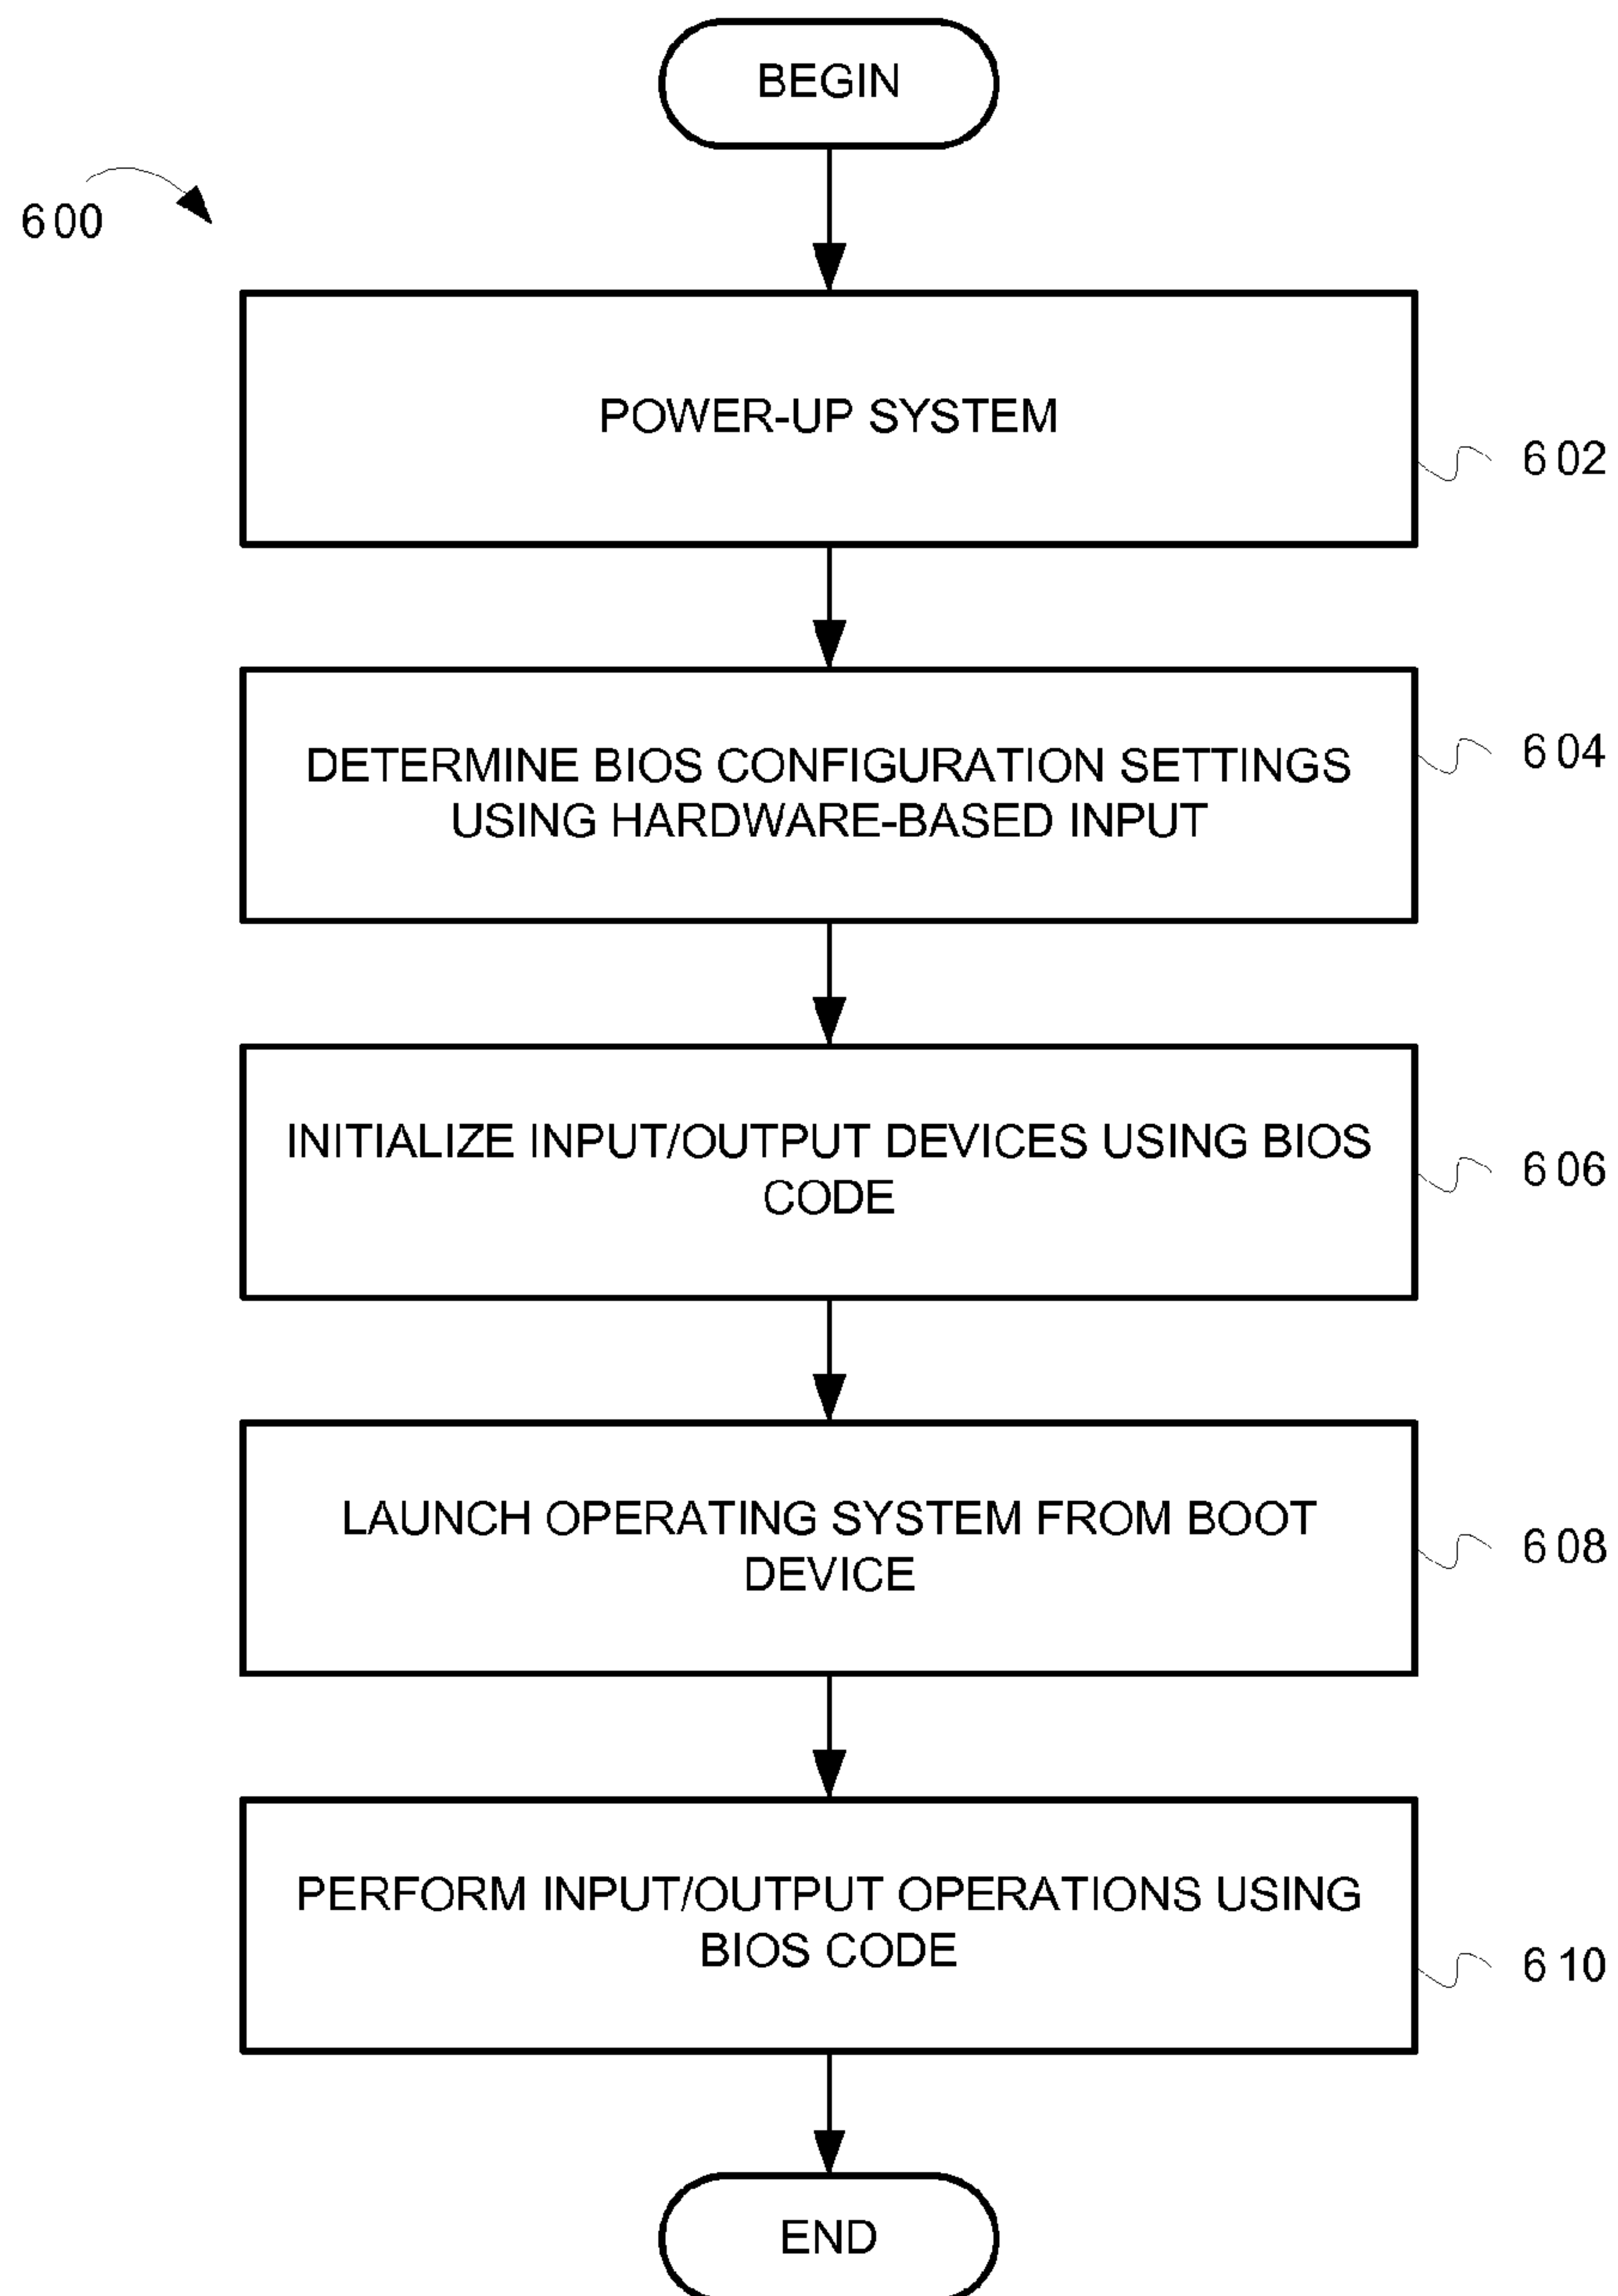 BEGIN
600
POWER-UP SYSTEM
602
DETERMINE BIOS CONFIGURATION SETTINGS
USING HARDWARE-BASED INPUT
604
INITIALIZE INPUT/OUTPUT DEVICES USING BIOS
CODE
606
LAUNCH OPERATING SYSTEM FROM BOOT
DEVICE
608
PERFORM INPUT/OUTPUT OPERATIONS USING
BIOS CODE
610
END